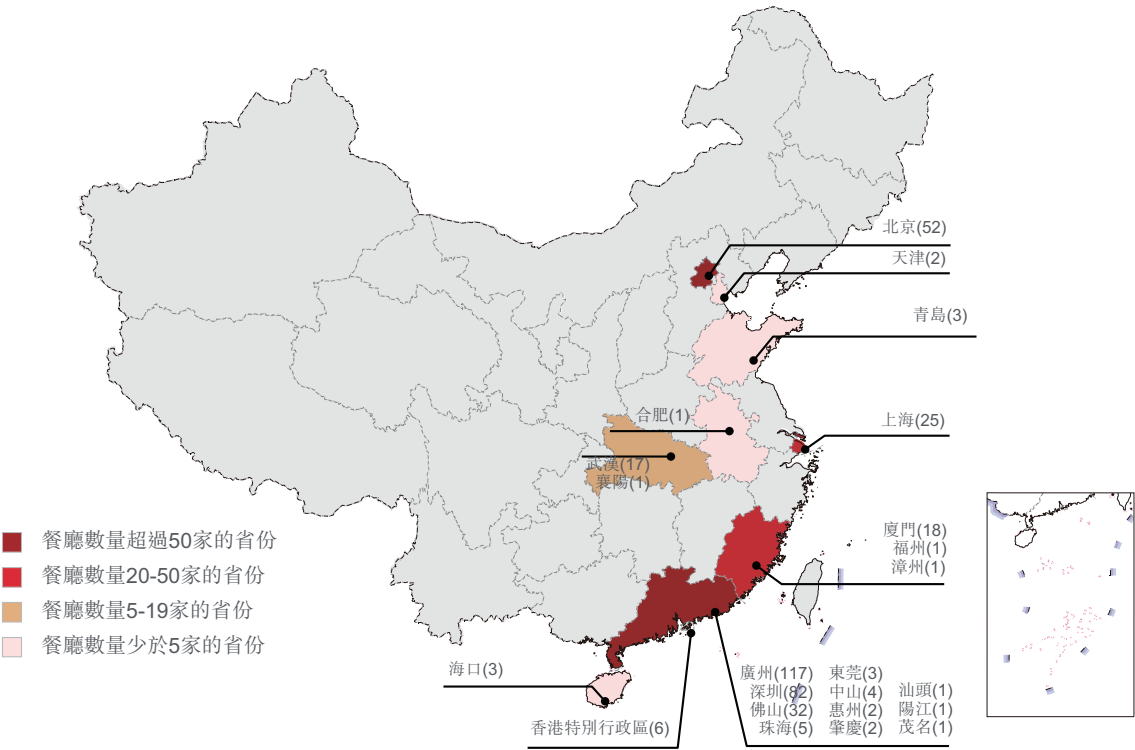 北京(52)
天津(2)
青島(3)
合肥(1)
上海(25)
武漢(17)
襄陽(1)
廈門(18)
福州(1)
漳州(1)
餐廳數量超過50家的省份
餐廳數量20-50家的省份
餐廳數量5-19家的省份
餐廳數量少於5家的省份
海口(3)
香港特別行政區(6)
廣州(117) 東莞(3)
深圳(82) 中山(4) 汕頭(1)
佛山(32) 惠州(2) 陽江(1)
珠海(5) 肇慶(2) 茂名(1)